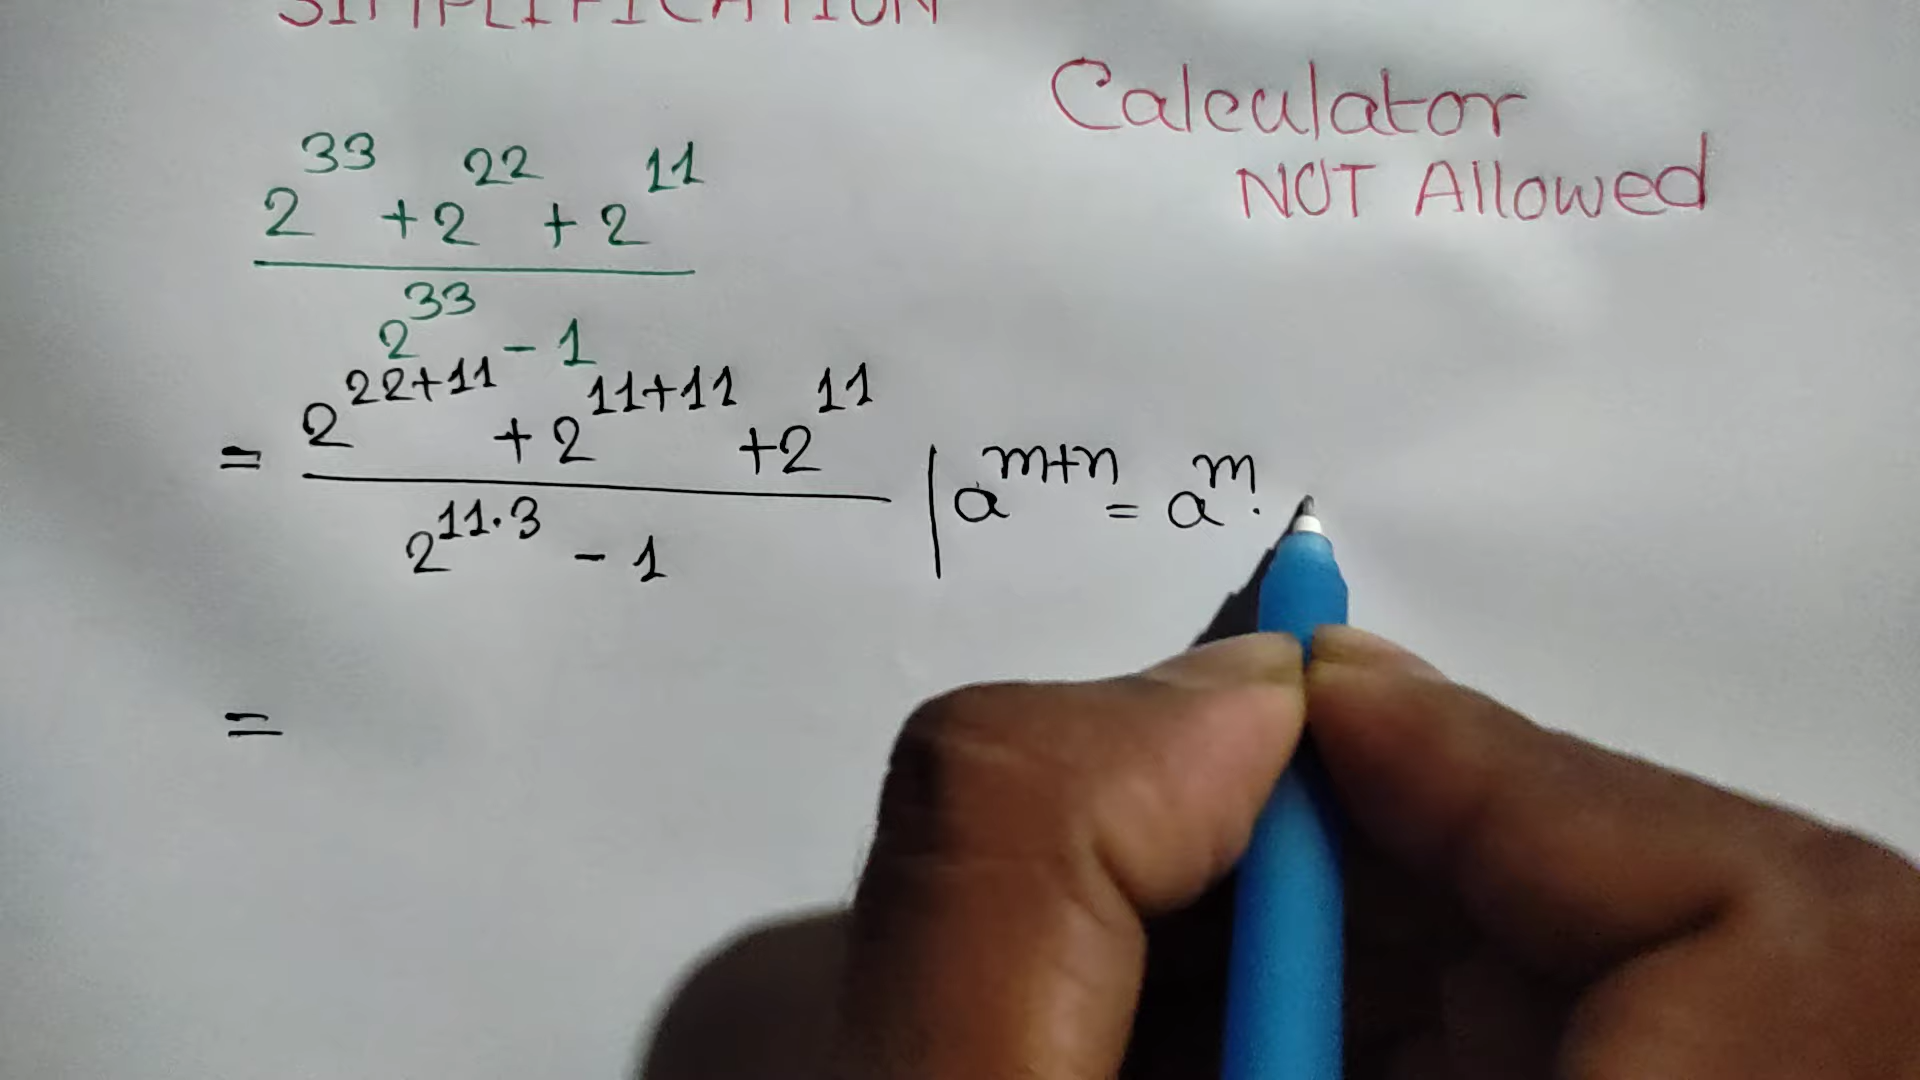 SIMPLIFICATION
Calculator
NOT Allowed
2^33 + 2^22 + 2^11
2^33 - 1
= 2^22+11 + 2^11+11 + 2^11
2^11·3 - 1
| a^m+n = a^m ·
=